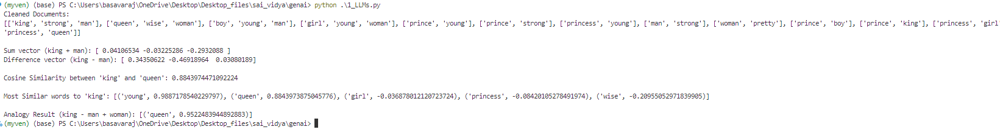 (myven) (base) PS C:\Users\basavaraj\OneDrive\Desktop\Desktop_files\sai_vidya\genai> python .\1_LLMs.py
Cleaned Documents:
[['king', 'strong', 'man'], ['queen', 'wise', 'woman'], ['boy', 'young', 'man'], ['girl', 'young', 'woman'], ['prince', 'young'], ['prince', 'strong'], ['princess', 'young'], ['man', 'strong'], ['woman', 'pretty'], ['prince', 'boy'], ['prince', 'king'], ['princess', 'girl'
'princess', 'queen']]
Sum vector (king + man): [ 0.04106534 -0.03225286 -0.2932088 ]
Difference vector (king - man): [ 0.34350622 -0.46918964  0.03080189]
Cosine Similarity between 'king' and 'queen': 0.8843974471092224
Most Similar words to 'king': [('young', 0.9887178540229797), ('queen', 0.8843973875045776), ('girl', -0.036878012120723724), ('princess', -0.08420105278491974), ('wise', -0.20955052971839905)]
Analogy Result (king - man + woman): [('queen', 0.9522483944892883)]
(myven) (base) PS C:\Users\basavaraj\OneDrive\Desktop\Desktop_files\sai_vidya\genai>